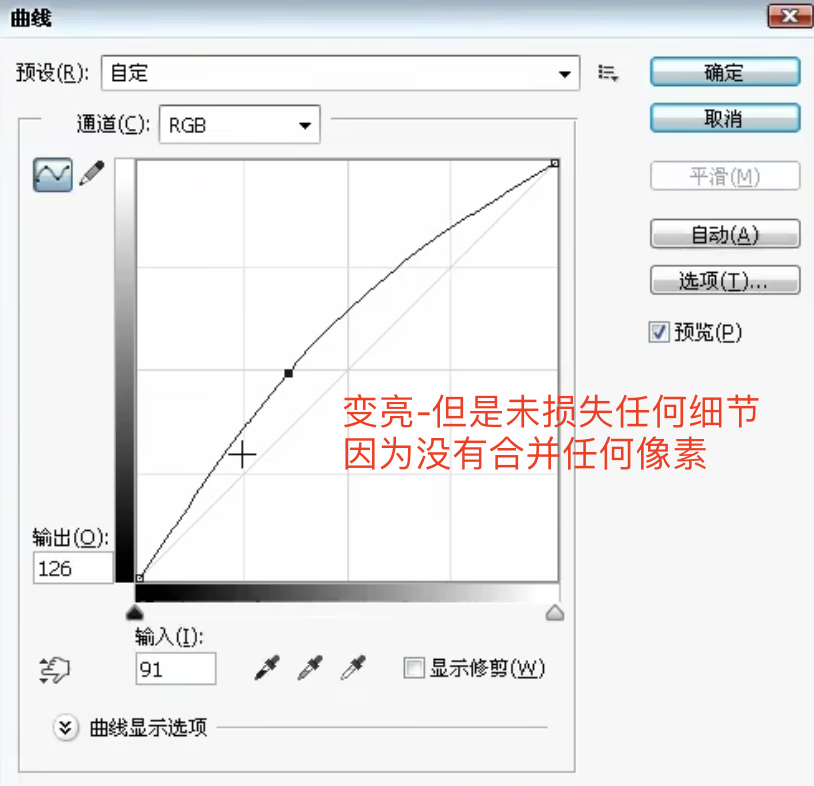 曲线
预设(R): 自定
确定
通道(C): RGB
取消
平滑(M)
自动(A)
选项(T)...
预览(P)
变亮-但是未损失任何细节
因为没有合并任何像素
输出(O):
126
输入(I):
91
显示修剪(W)
曲线显示选项